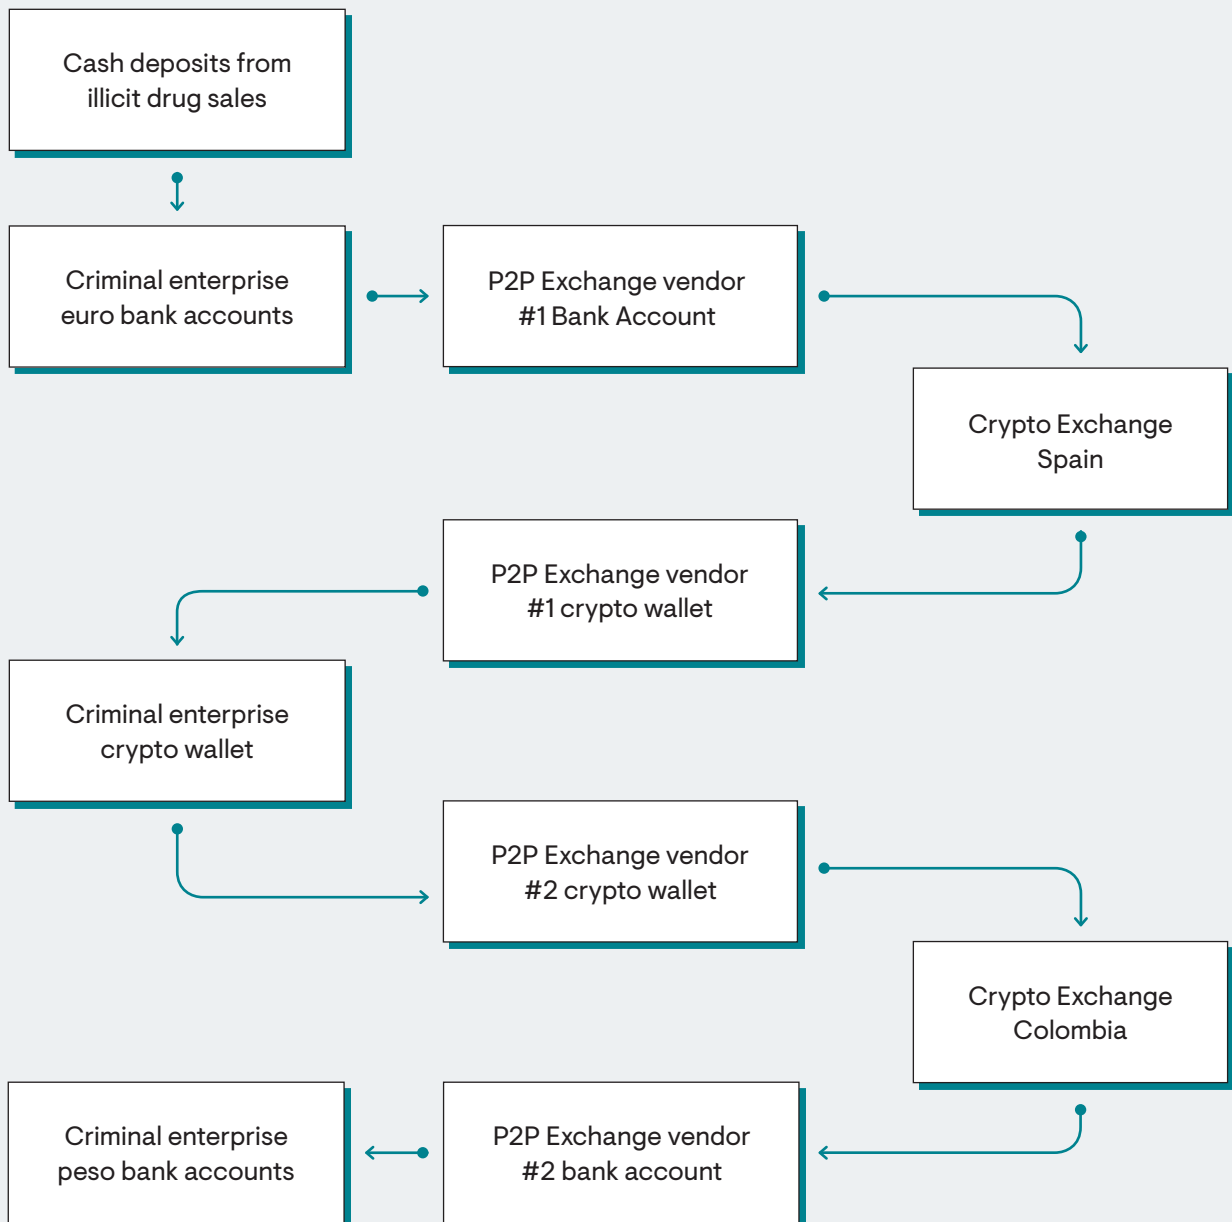 Cash deposits from
illicit drug sales
Criminal enterprise
euro bank accounts
P2P Exchange vendor
#1 Bank Account
Crypto Exchange
Spain
P2P Exchange vendor
#1 crypto wallet
Criminal enterprise
crypto wallet
P2P Exchange vendor
#2 crypto wallet
Crypto Exchange
Colombia
P2P Exchange vendor
#2 bank account
Criminal enterprise
peso bank accounts